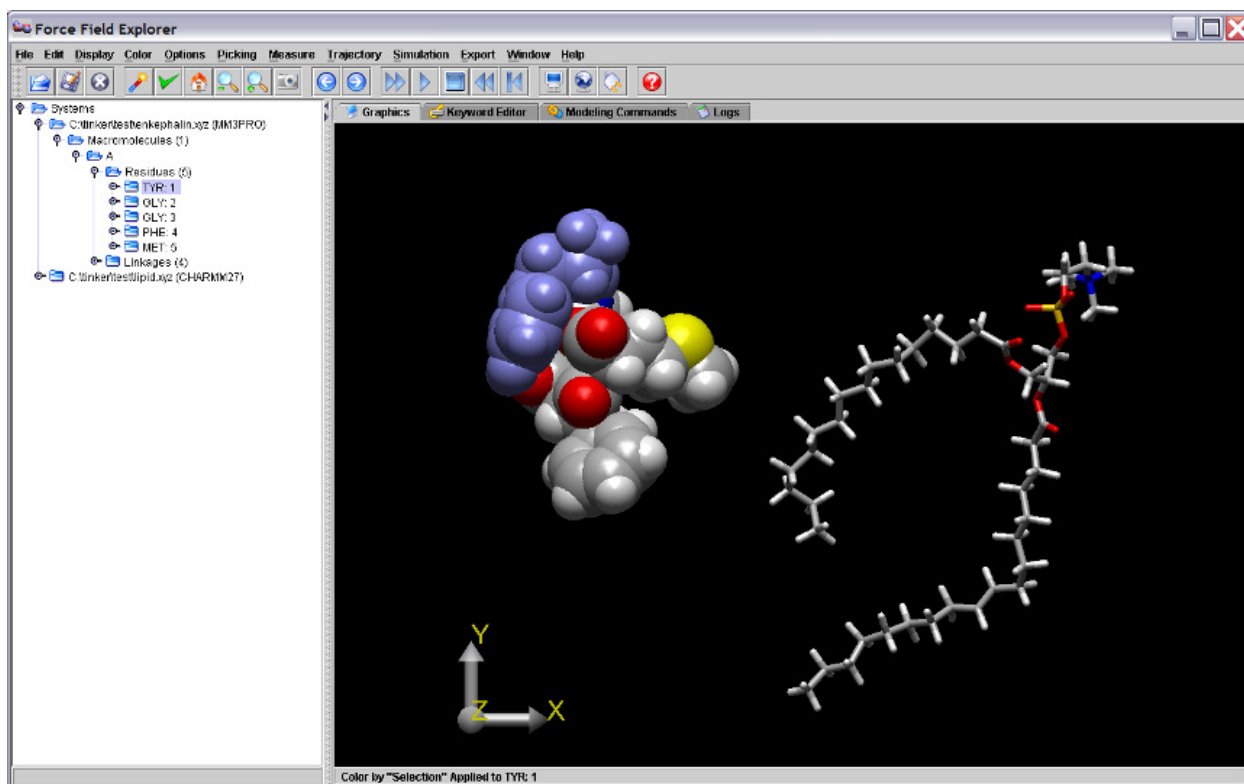 Force Field Explorer
File Edit Display Color Options Picking Measure Trajectory Simulation Export Window Help
Graphics Keyword Editor Modeling Commands Logs
Systems
C:\tinker\test\enkephalin.xyz (MM3PRO)
Macromolecules (1)
A
Residues (5)
TYR: 1
GLY: 2
GLY: 3
PHE: 4
MET: 5
Linkages (4)
C:\tinker\test\lipid.xyz (CHARMM27)
Y
Z X
Color by "Selection" Applied to TYR: 1